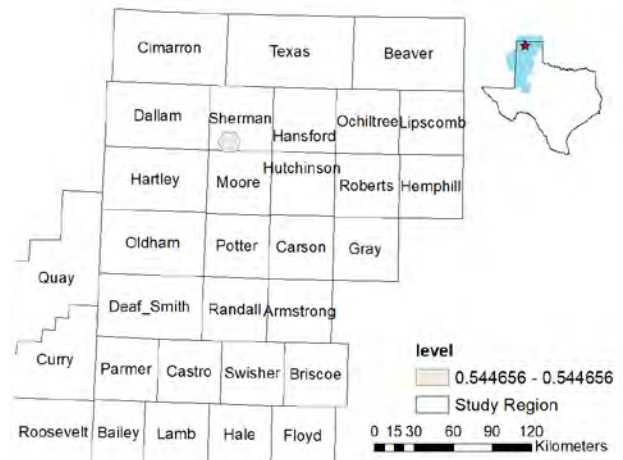 Cimarron Texas Beaver
Dallam Sherman Hansford Ochiltree Lipscomb
Hartley Moore Hutchinson Roberts Hemphill
Oldham Potter Carson Gray
Quay
Deaf_Smith Randall Armstrong
Curry Parmer Castro Swisher Briscoe
Roosevelt Bailey Lamb Hale Floyd
level
0.544656 - 0.544656
Study Region
0 15 30 60 90 120
Kilometers